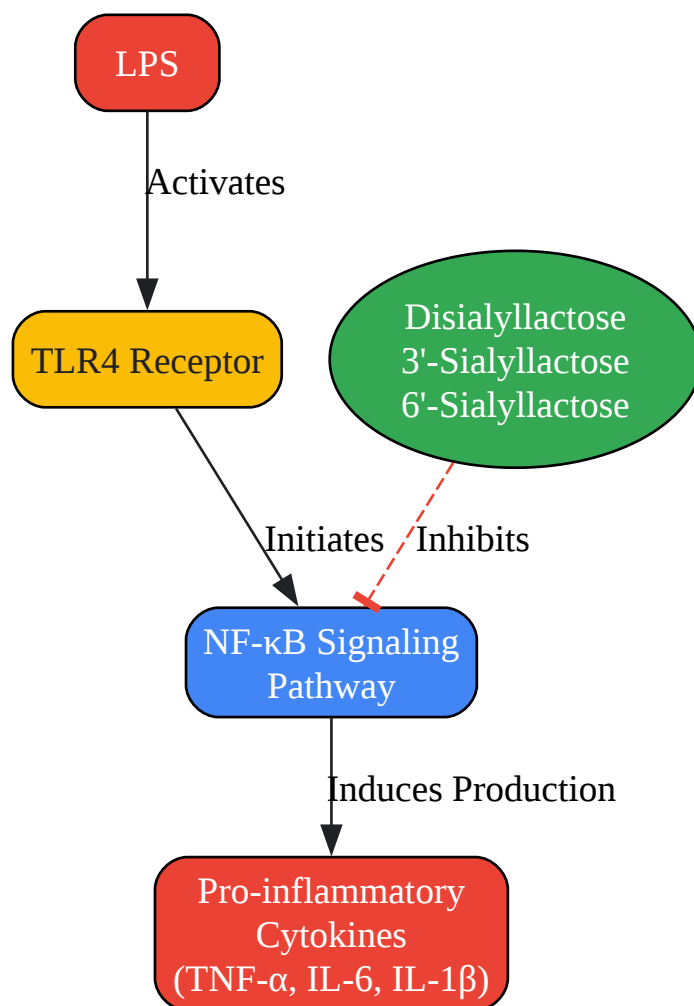 LPS
Activates
TLR4 Receptor
Disialyllactose
3'-Sialyllactose
6'-Sialyllactose
Initiates
Inhibits
NF-κB Signaling
Pathway
Induces Production
Pro-inflammatory
Cytokines
(TNF-α, IL-6, IL-1β)